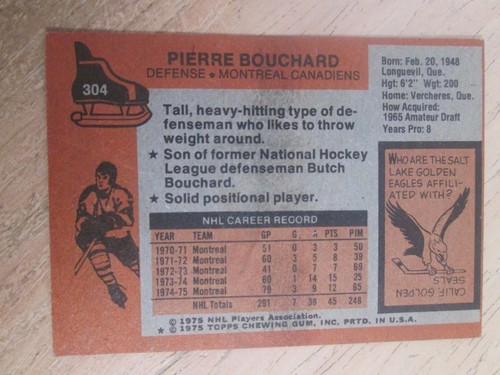 304
PIERRE BOUCHARD
DEFENSE • MONTREAL CANADIENS
Tall, heavy-hitting type of de-
fenseman who likes to throw
weight around.
★ Son of former National Hockey
League defenseman Butch
Bouchard.
★ Solid positional player.
Born: Feb. 20, 1948
Longuevil, Que.
Hgt: 6'2" Wgt: 200
Home: Vercheres, Que.
How Acquired:
1965 Amateur Draft
Years Pro: 8
WHO ARE THE SALT
LAKE GOLDEN
EAGLES AFFILI-
ATED WITH?
CALIF. GOLDEN
SEALS
NHL CAREER RECORD
YEAR TEAM GP G A PTS PIM
1970-71 Montreal 51 0 3 3 50
1971-72 Montreal 60 3 5 8 39
1972-73 Montreal 41 0 7 7 69
1973-74 Montreal 60 1 14 15 25
1974-75 Montreal 79 3 9 12 65
NHL Totals 291 7 38 45 248
© 1975 NHL Players Association.
★ © 1975 TOPPS CHEWING GUM, INC. PRTD. IN U.S.A.